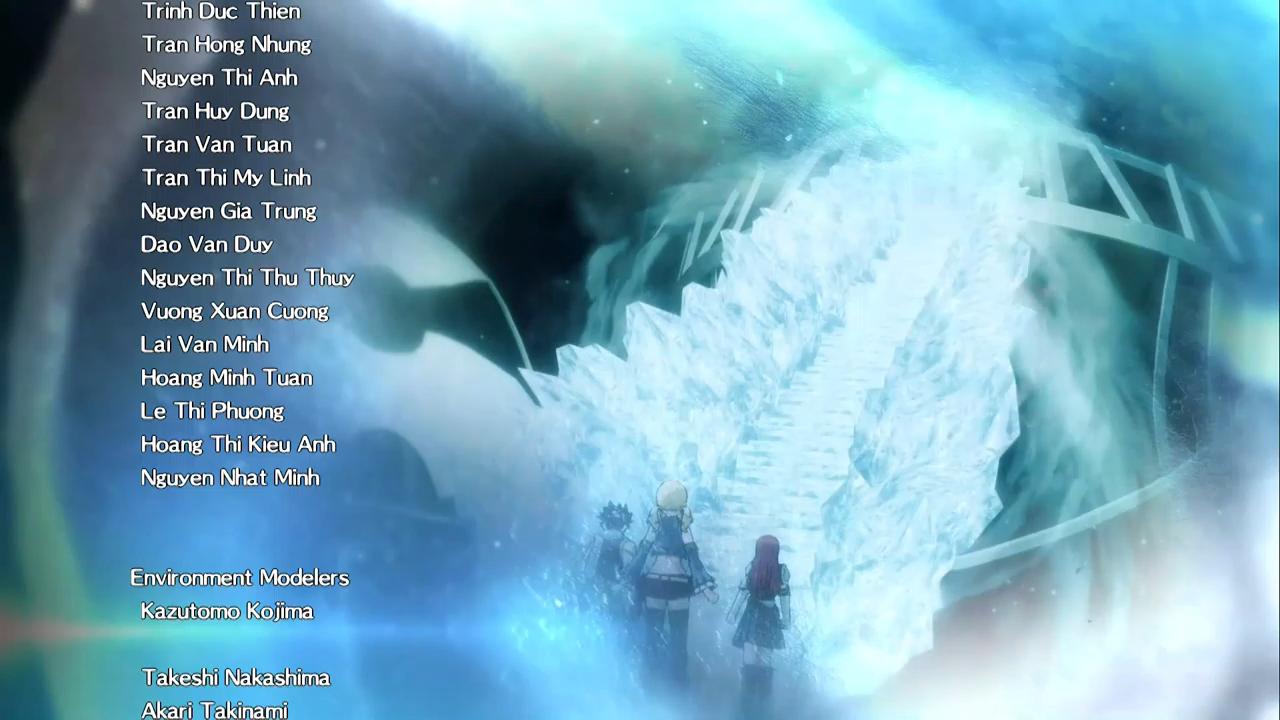 Trinh Duc Thien
Tran Hong Nhung
Nguyen Thi Anh
Tran Huy Dung
Tran Van Tuan
Tran Thi My Linh
Nguyen Gia Trung
Dao Van Duy
Nguyen Thi Thu Thuy
Vuong Xuan Cuong
Lai Van Minh
Hoang Minh Tuan
Le Thi Phuong
Hoang Thi Kieu Anh
Nguyen Nhat Minh
Environment Modelers
Kazutomo Kojima
Takeshi Nakashima
Akari Takinami